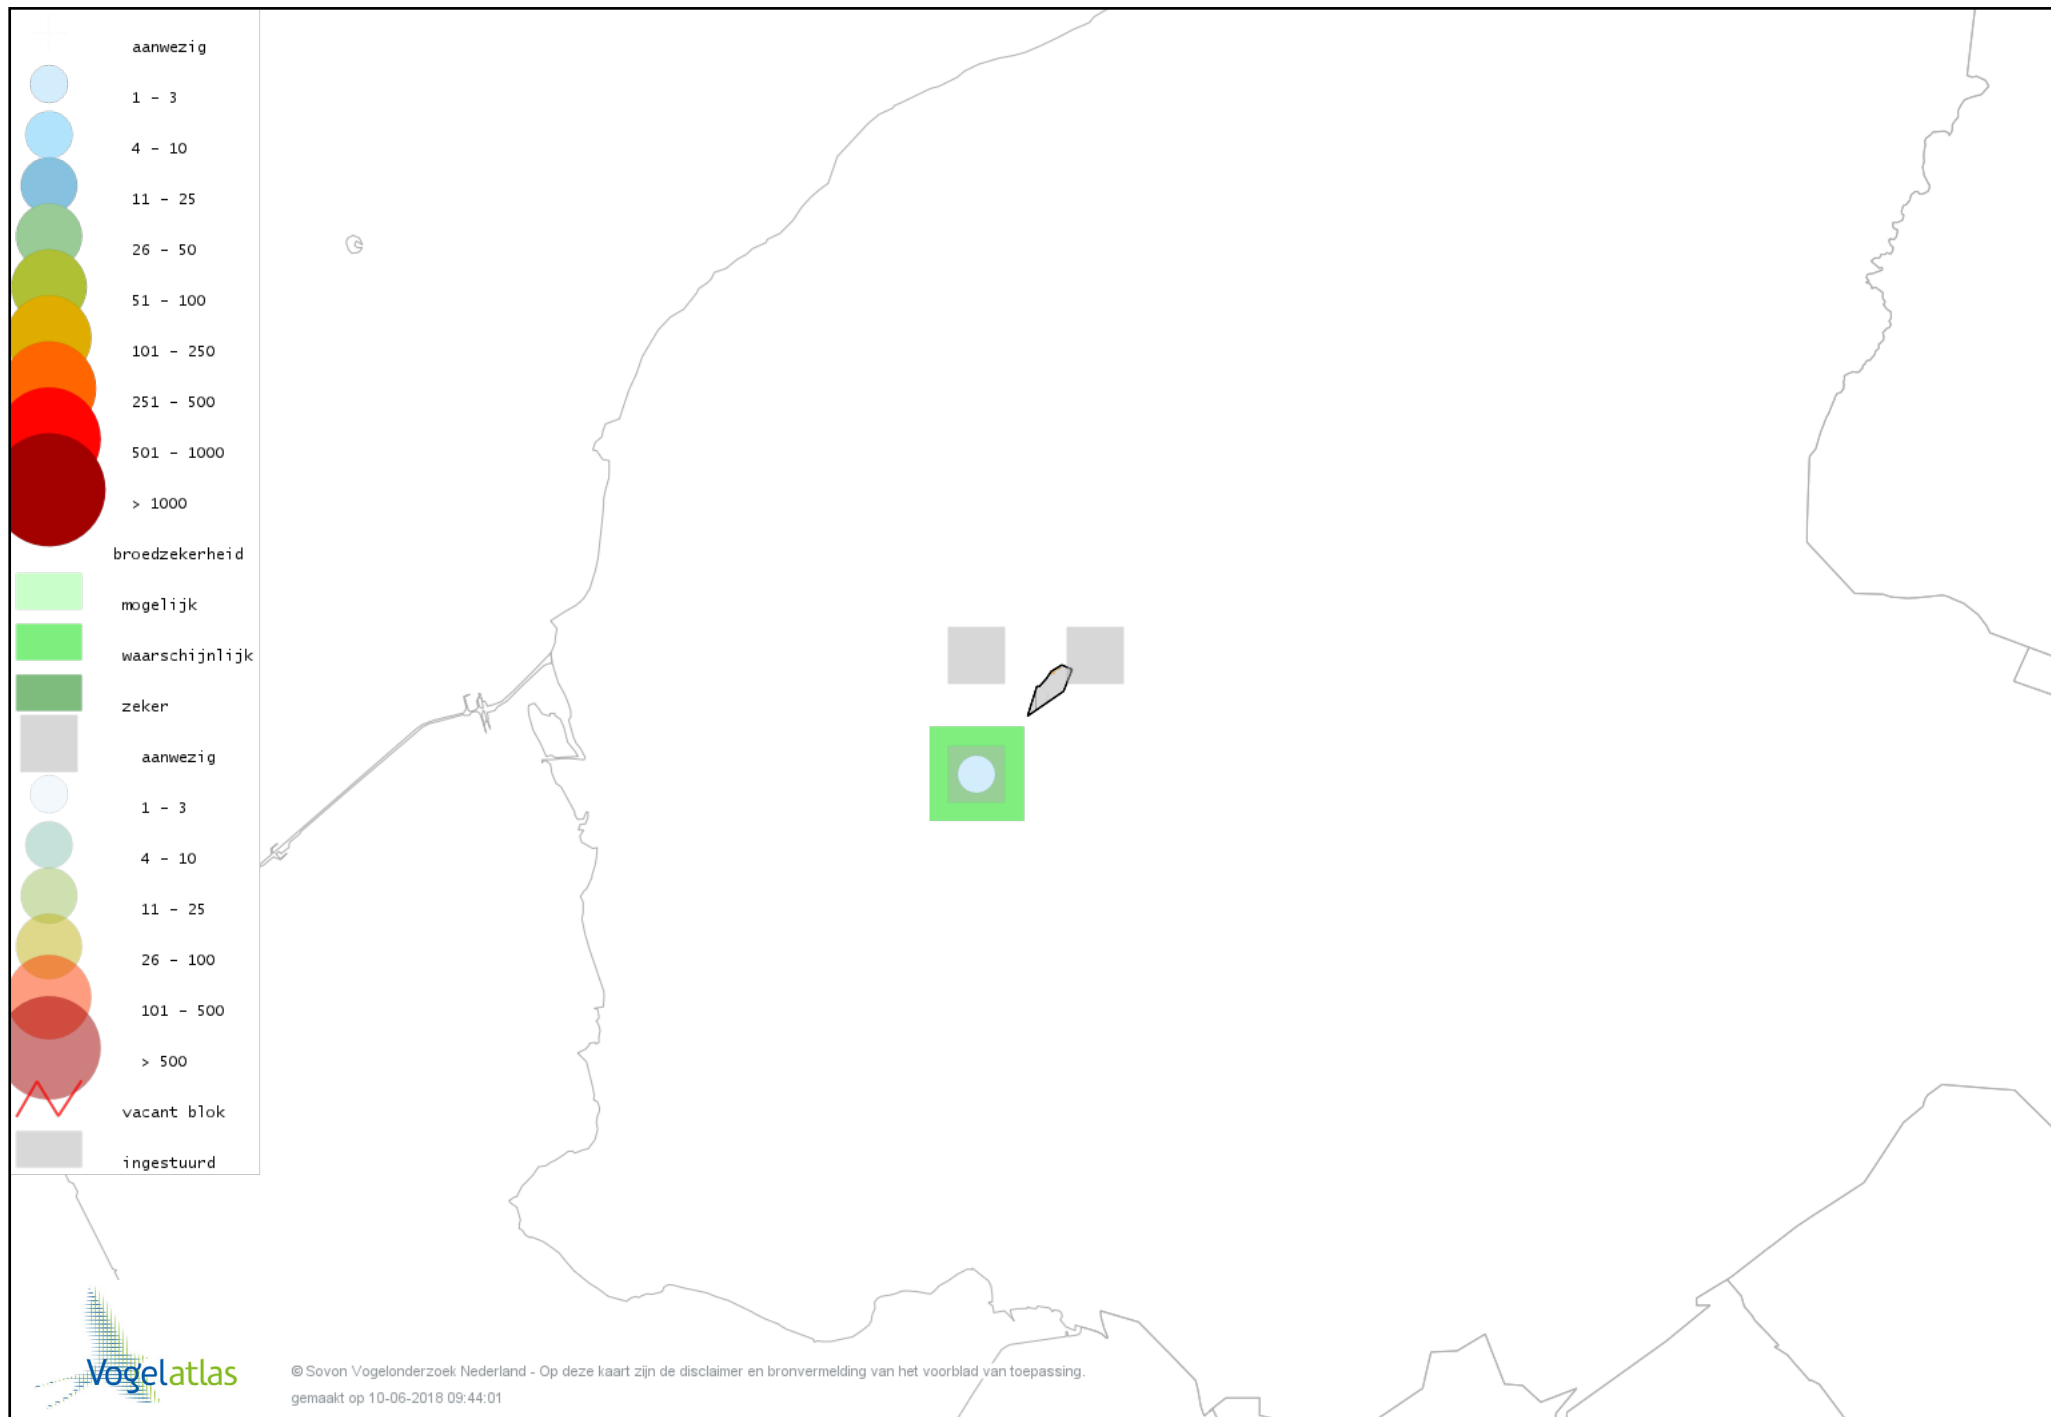 aanwezig
1 - 3
4 - 10
11 - 25
26 - 50
51 - 100
101 - 250
251 - 500
501 - 1000
> 1000
broedzekerheid
mogelijk
waarschijnlijk
zeker
aanwezig
1 - 3
4 - 10
11 - 25
26 - 100
101 - 500
> 500
vacant blok
ingestuurd
Vogelatlas
© Sovon Vogelonderzoek Nederland - Op deze kaart zijn de disclaimer en bronvermelding van het voorblad van toepassing.
gemaakt op 10-06-2018 09:44:01